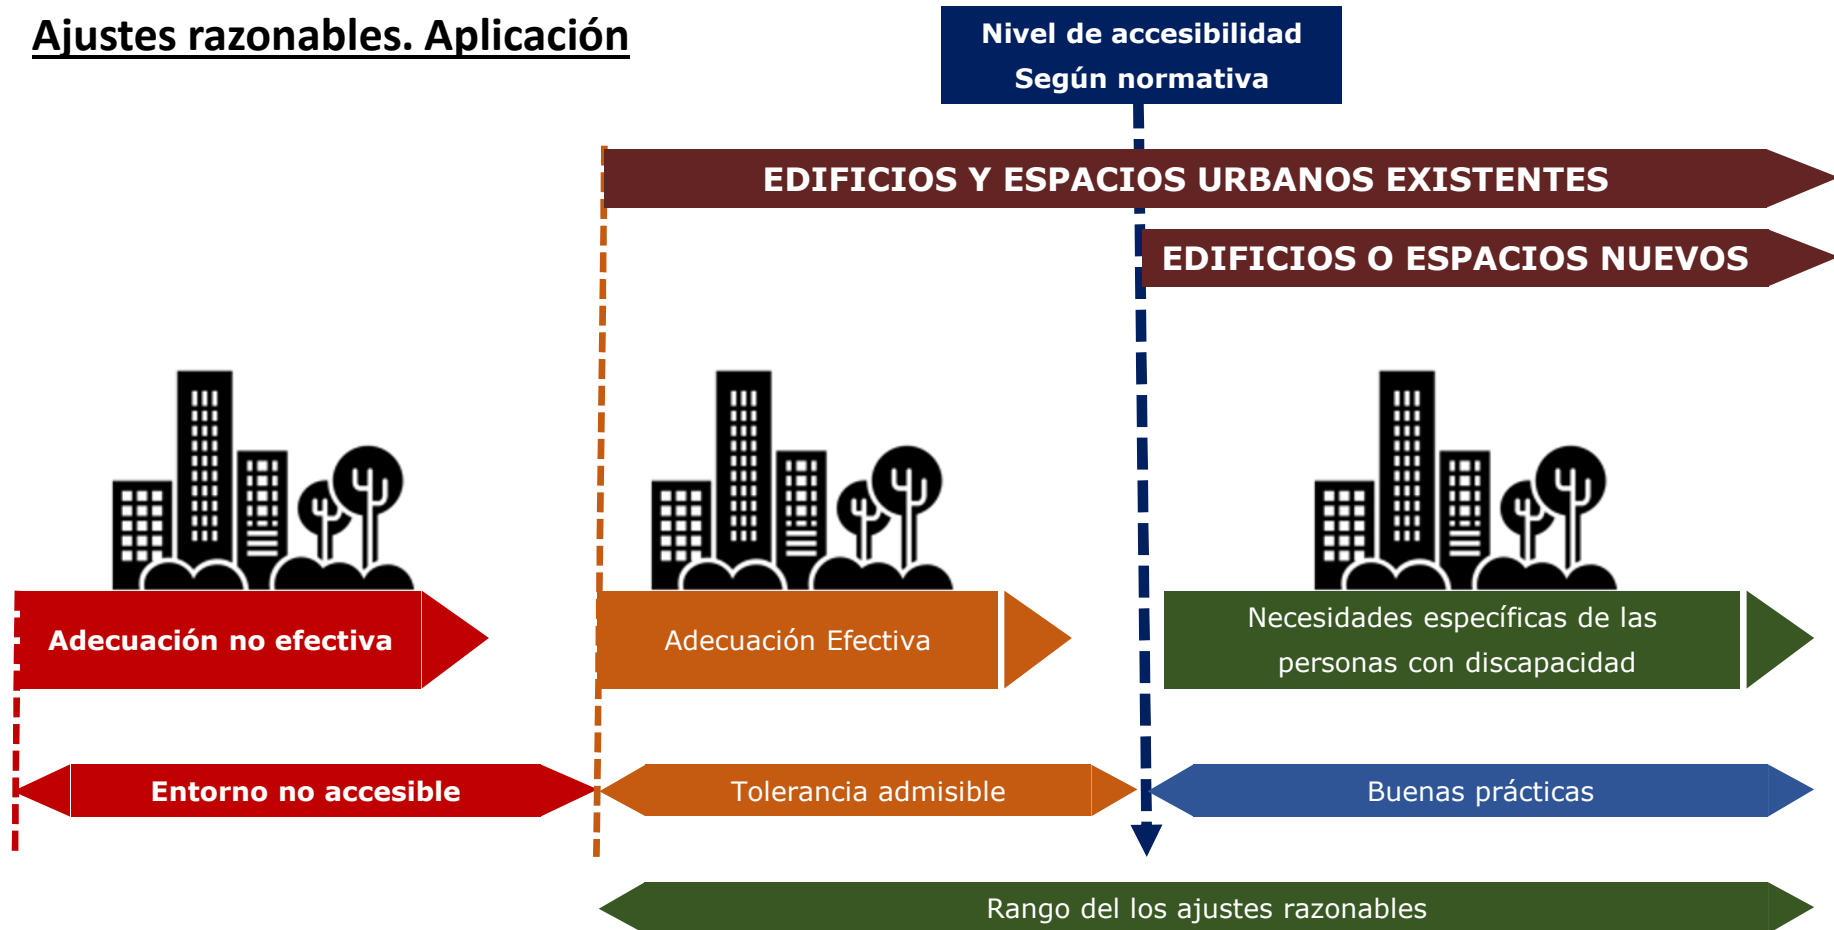 Ajustes razonables. Aplicación
Nivel de accesibilidad
Según normativa
EDIFICIOS Y ESPACIOS URBANOS EXISTENTES
EDIFICIOS O ESPACIOS NUEVOS
Adecuación no efectiva
Adecuación Efectiva
Necesidades específicas de las
personas con discapacidad
Entorno no accesible
Tolerancia admisible
Buenas prácticas
Rango del los ajustes razonables